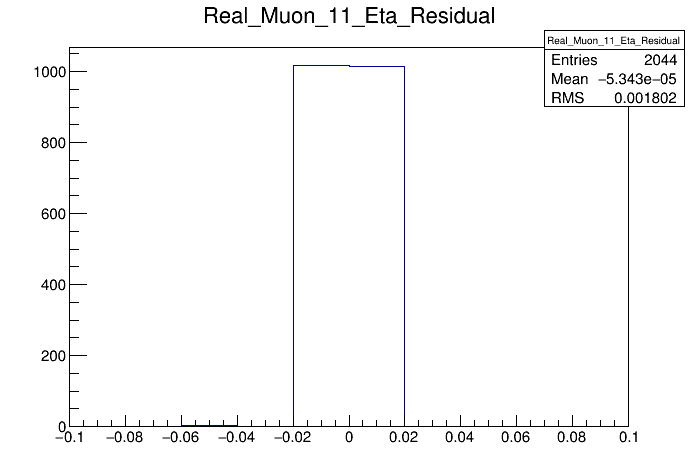 Real_Muon_11_Eta_Residual
Real_Muon_11_Eta_Residual
Entries 2044
Mean −5.343e−05
RMS 0.001802
1000
800
600
400
200
0
−0.1 −0.08 −0.06 −0.04 −0.02 0 0.02 0.04 0.06 0.08 0.1